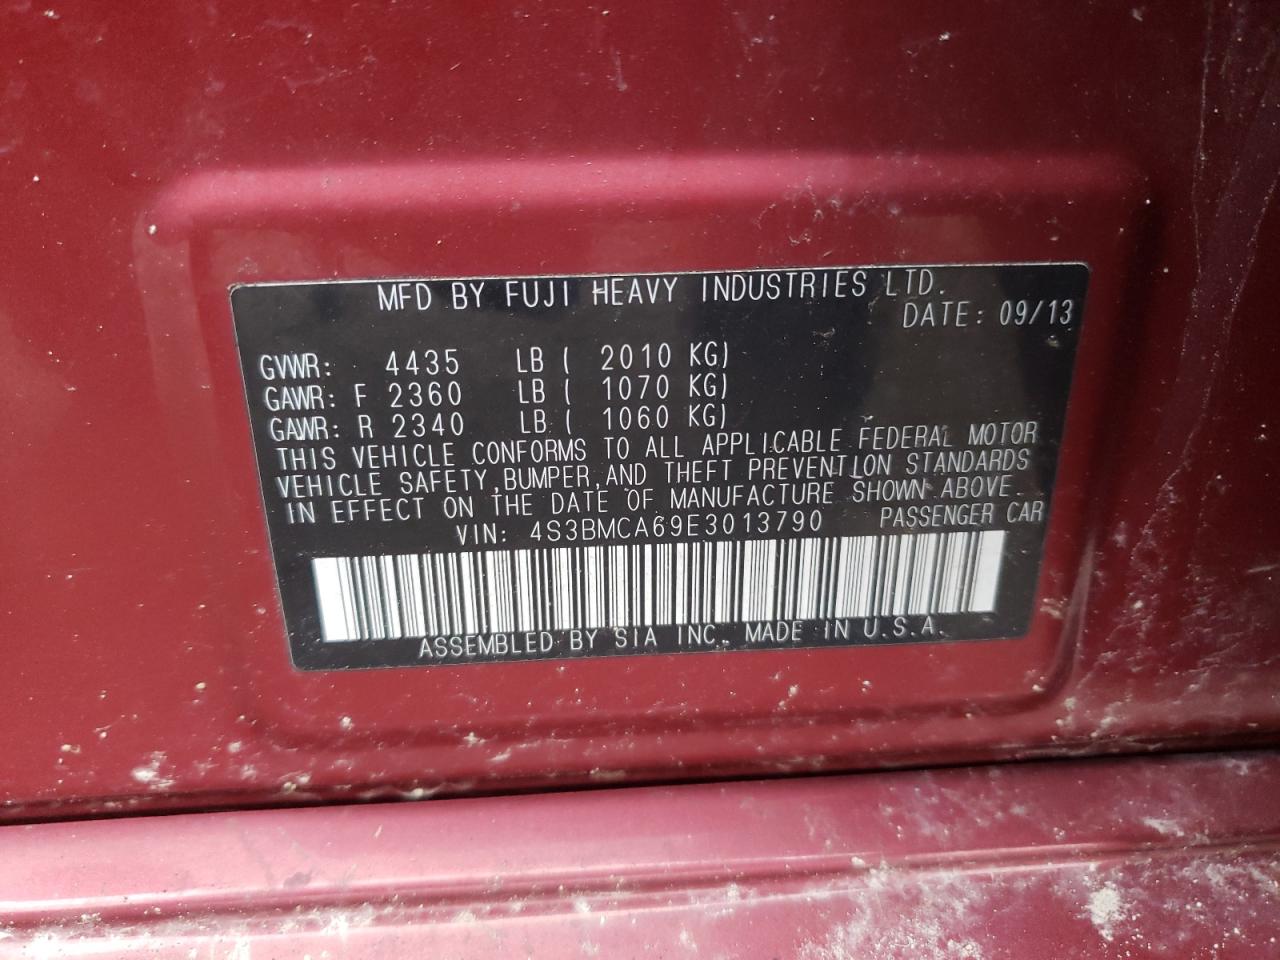 MFD BY FUJI HEAVY INDUSTRIES LTD.
DATE: 09/13
GVWR: 4435 LB ( 2010 KG)
GAWR: F 2360 LB ( 1070 KG)
GAWR: R 2340 LB ( 1060 KG)
THIS VEHICLE CONFORMS TO ALL APPLICABLE FEDERAL MOTOR
VEHICLE SAFETY,BUMPER,AND THEFT PREVENTION STANDARDS
IN EFFECT ON THE DATE OF MANUFACTURE SHOWN ABOVE.
VIN: 4S3BMCA69E3013790 PASSENGER CAR
ASSEMBLED BY SIA INC. MADE IN U.S.A.